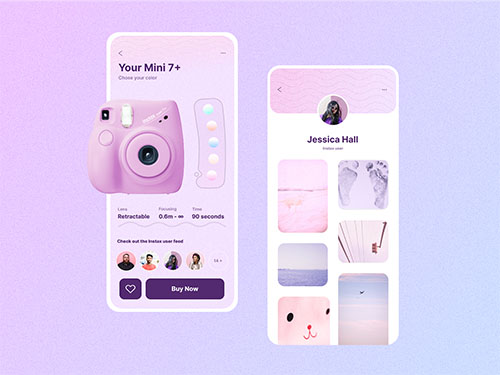 Your Mini 7+
Chose your color
Lens
Focusing
Time
Retractable
0.6m - ∞
90 seconds
Check out the Instax user feed
14 +
Buy Now
Jessica Hall
Instax user